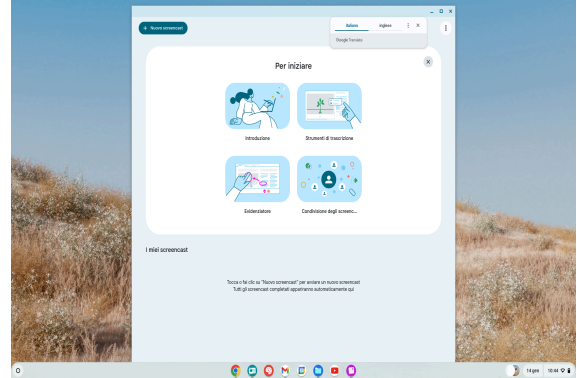 + Nuovo screencast
Italiano
Inglese
Google Translate
Per iniziare
Introduzione
Strumenti di trascrizione
Evidenziatore
Condivisione degli screenc...
I miei screencast
Tocca o fai clic su "Nuovo screencast" per avviare un nuovo screencast
Tutti gli screencast completati appariranno automaticamente qui
14 gen
10:44